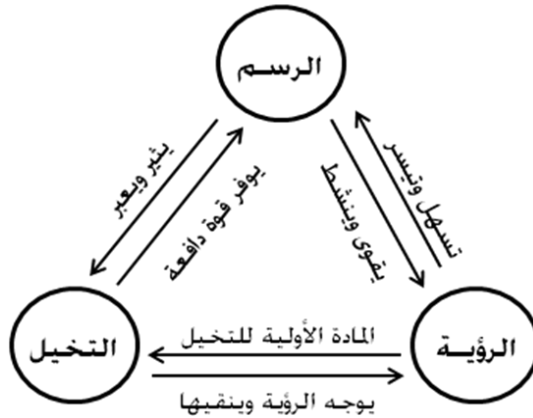 الرسم
يثير ويعبر
يوفر قوة دافعة
يقوى وينشط
تسهل وتيسر
المادة الأولية للتخيل
يوجه الرؤية وينقيها
الرؤية
التخيل